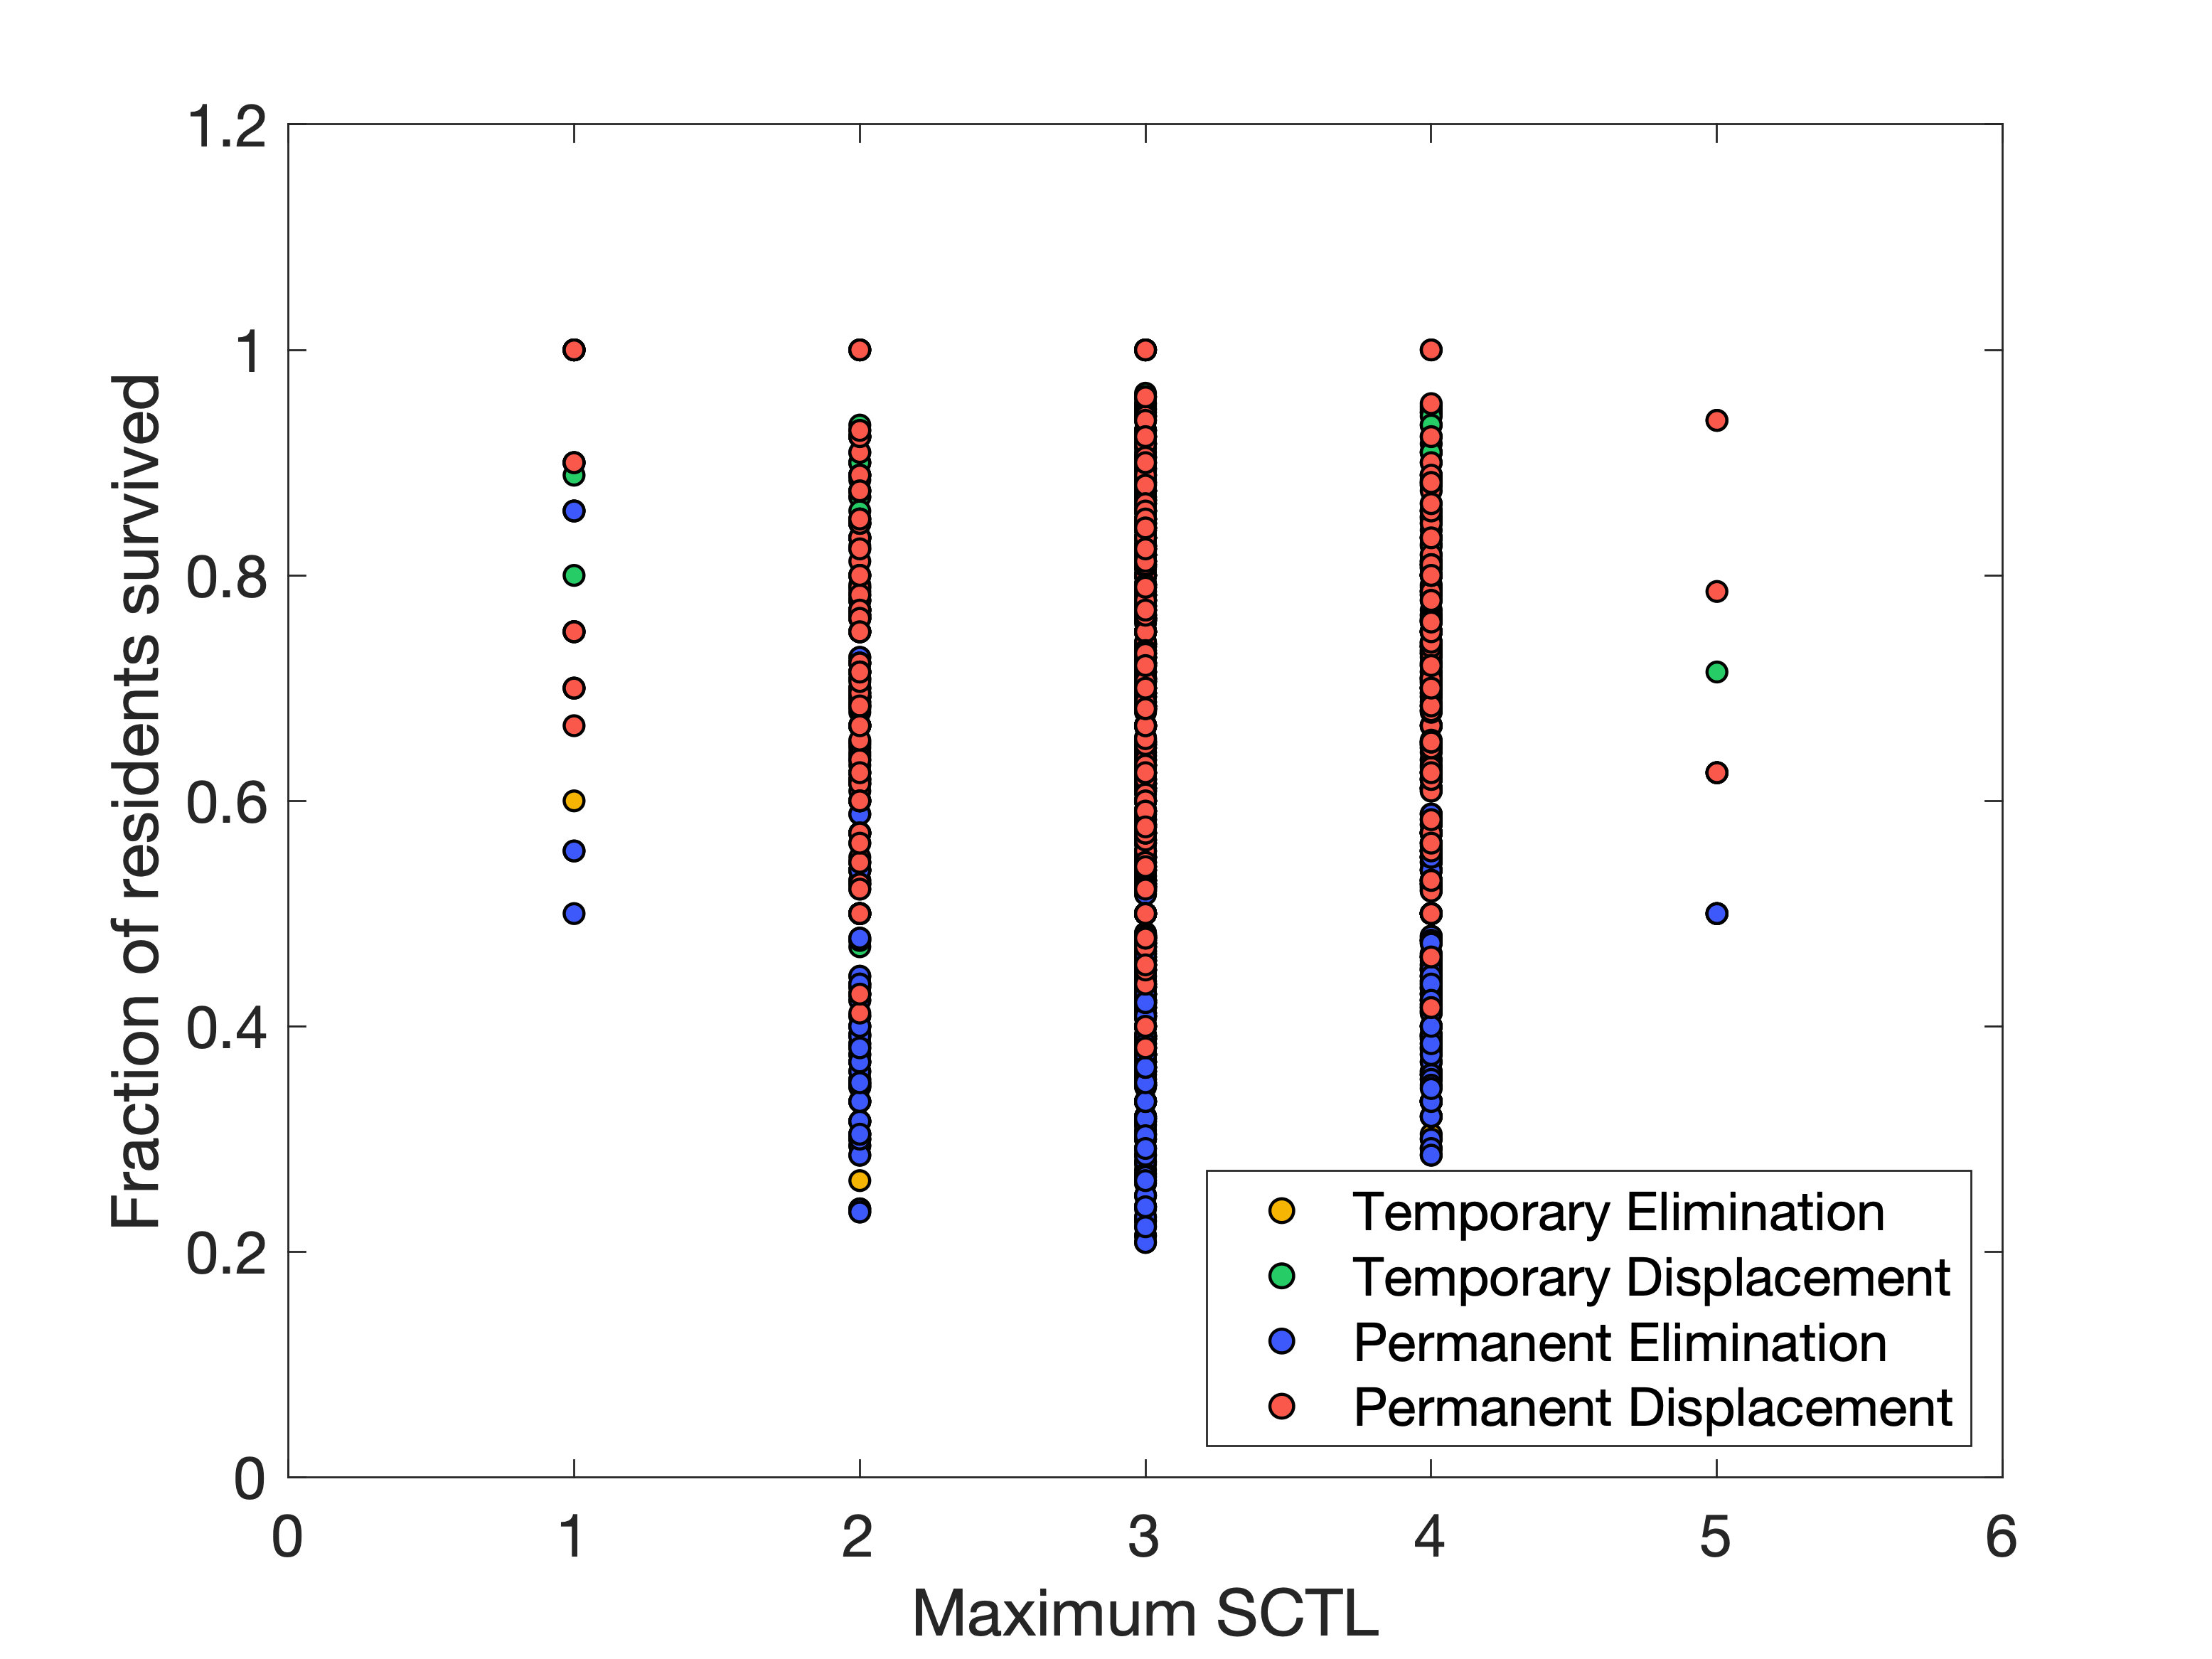 Fraction of residents survived
1.2
1
0.8
0.6
0.4
0.2
0
0 1 2 3 4 5 6
Maximum SCTL
Temporary Elimination
Temporary Displacement
Permanent Elimination
Permanent Displacement